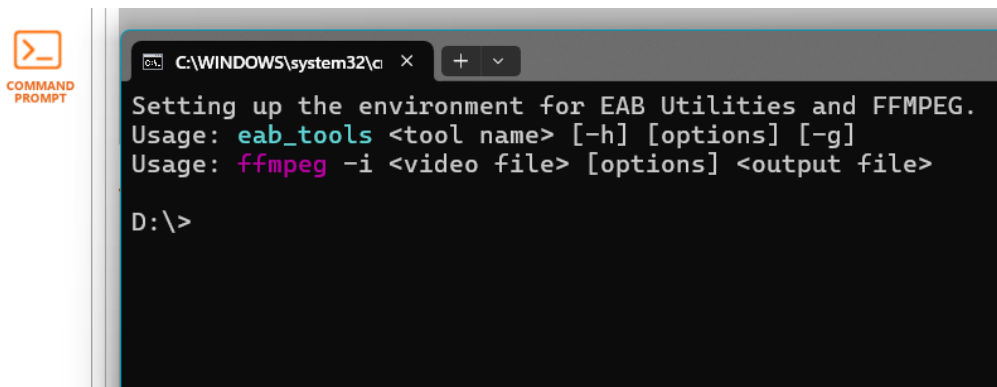 COMMAND
PROMPT
C:\WINDOWS\system32\c
Setting up the environment for EAB Utilities and FFMPEG.
Usage: eab_tools <tool name> [-h] [options] [-g]
Usage: ffmpeg -i <video file> [options] <output file>
D:\>